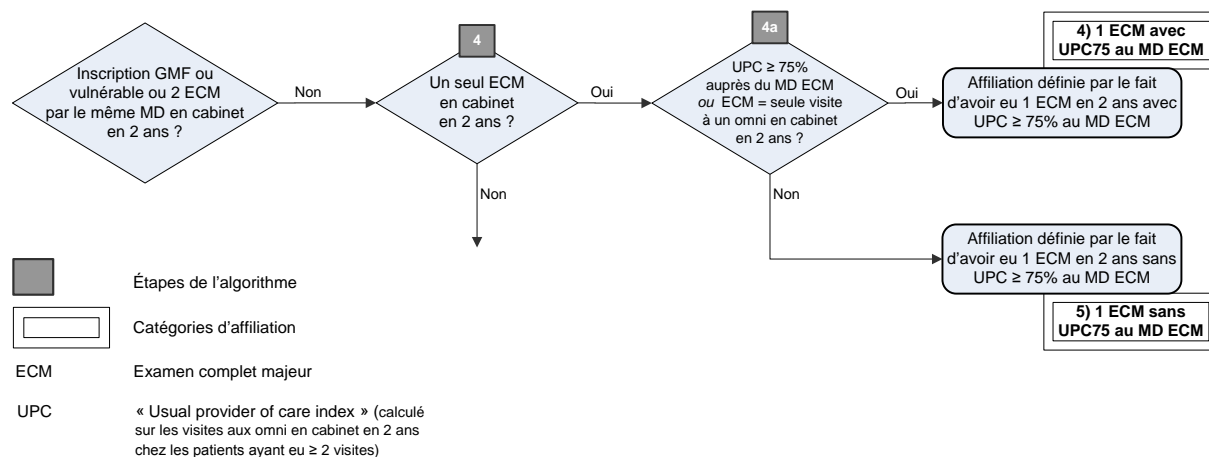 Inscription GMF ou
vulnérable ou 2 ECM
par le même MD en cabinet
en 2 ans ?
Non
4
Un seul ECM
en cabinet
en 2 ans ?
Oui
Non
4a
UPC ≥ 75%
auprès du MD ECM
ou ECM = seule visite
à un omni en cabinet
en 2 ans ?
Oui
Non
4) 1 ECM avec
UPC75 au MD ECM
Affiliation définie par le fait
d’avoir eu 1 ECM en 2 ans avec
UPC ≥ 75% au MD ECM
Affiliation définie par le fait
d’avoir eu 1 ECM en 2 ans sans
UPC ≥ 75% au MD ECM
5) 1 ECM sans
UPC75 au MD ECM
Étapes de l’algorithme
Catégories d’affiliation
ECM Examen complet majeur
UPC « Usual provider of care index » (calculé
sur les visites aux omni en cabinet en 2 ans
chez les patients ayant eu ≥ 2 visites)